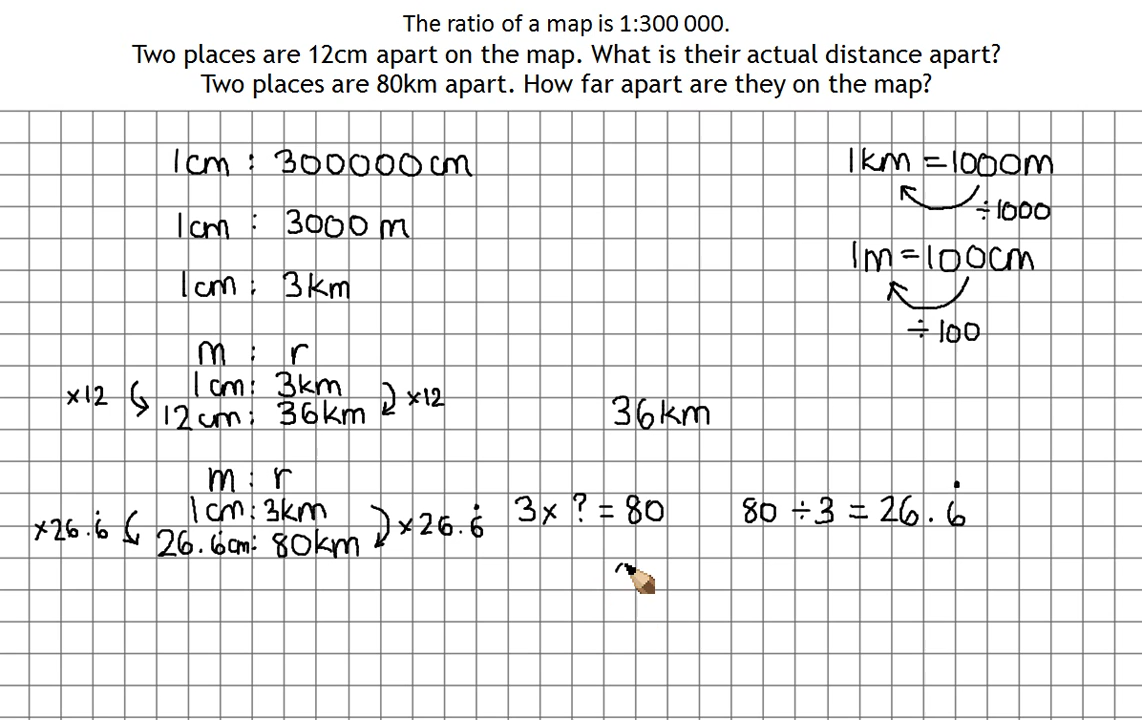 The ratio of a map is 1:300 000.
Two places are 12cm apart on the map. What is their actual distance apart?
Two places are 80km apart. How far apart are they on the map?
1cm : 300000cm
1cm : 3000 m
1cm : 3km
1km = 1000m
÷1000
1m = 100cm
÷100
m : r
×12 1cm : 3km ×12
12cm : 36km
36km
m : r
1cm : 3km
×26.6̇ 26.6cm : 80km ×26.6̇
3× ? = 80
80 ÷ 3 = 26.6̇